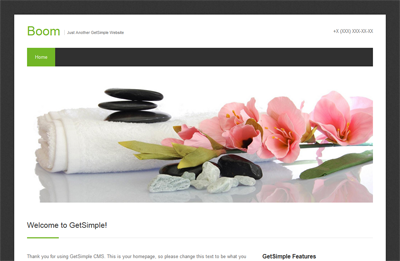 Boom
Just Another GetSimple Website
+X (XXX) XXX-XX-XX
Home
Welcome to GetSimple!
Thank you for using GetSimple CMS. This is your homepage, so please change this text to be what you
GetSimple Features